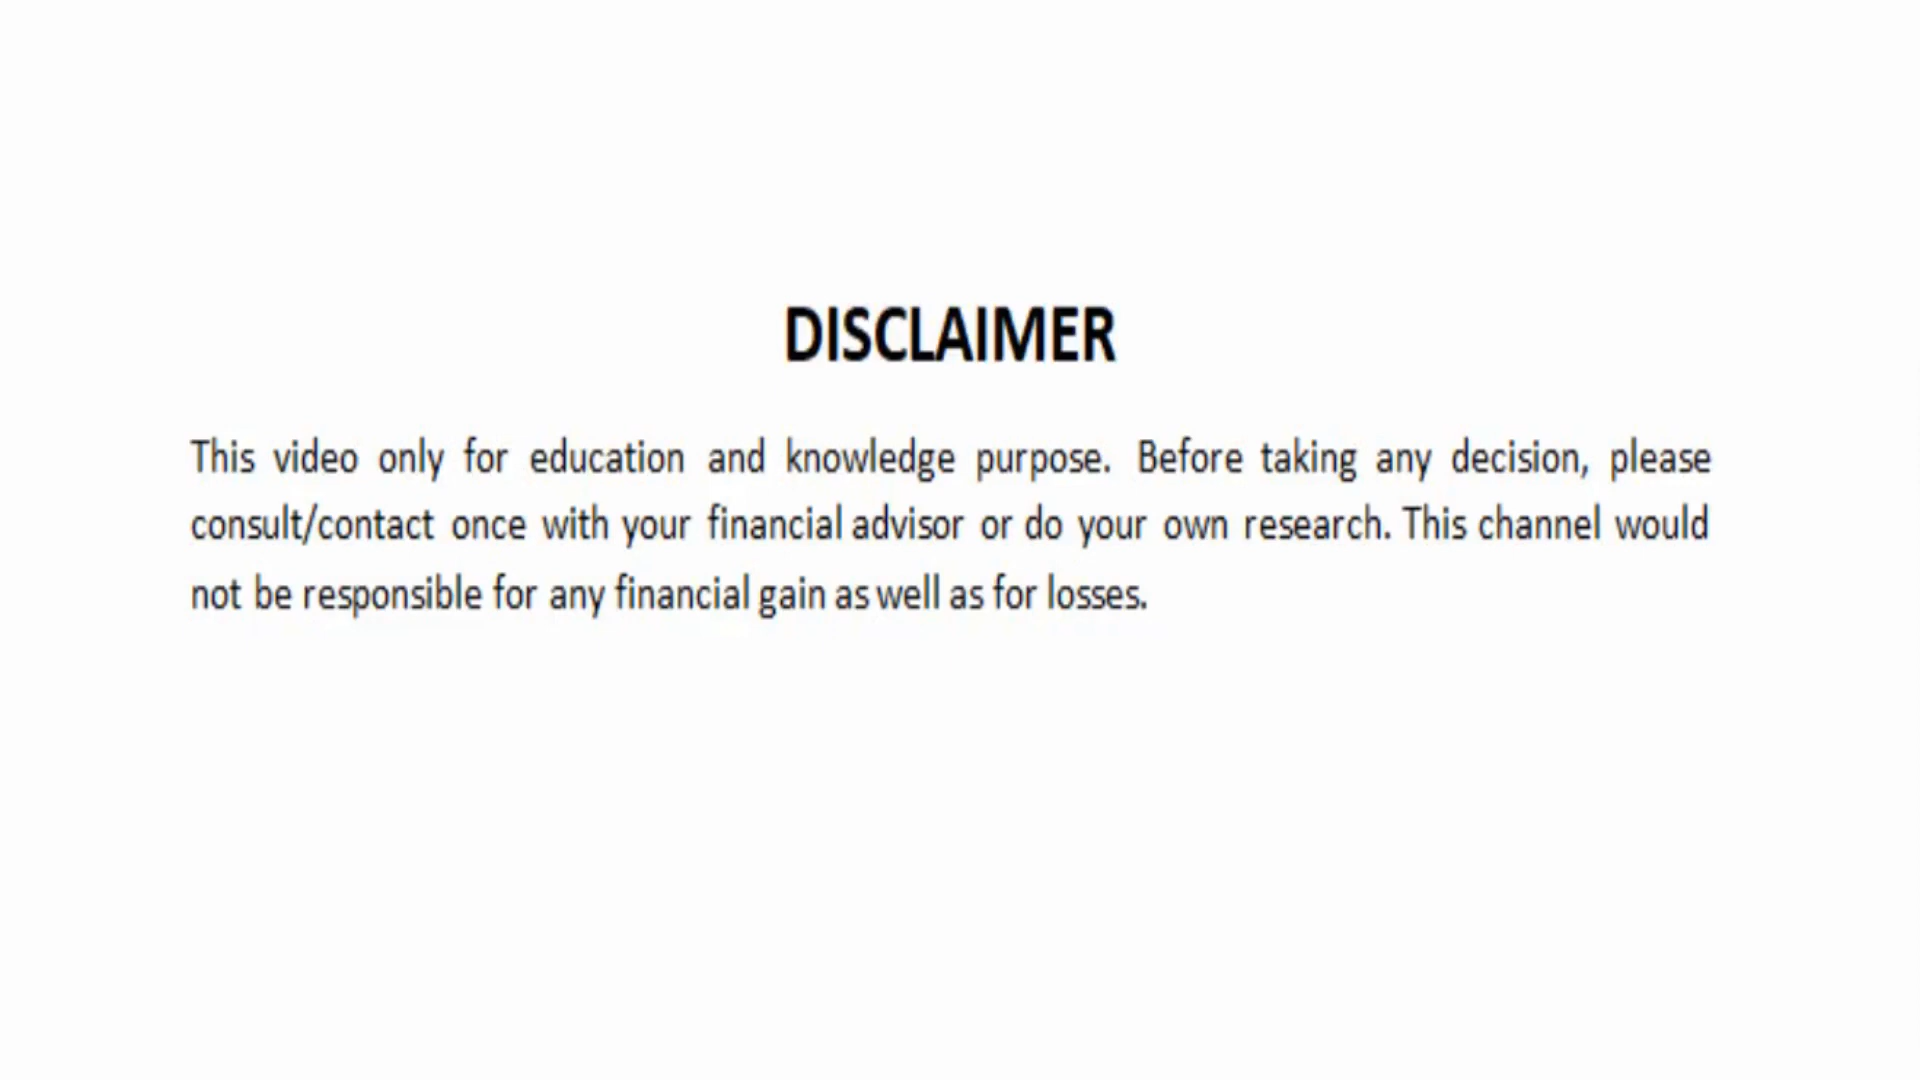 DISCLAIMER
This video only for education and knowledge purpose. Before taking any decision, please
consult/contact once with your financial advisor or do your own research. This channel would
not be responsible for any financial gain as well as for losses.